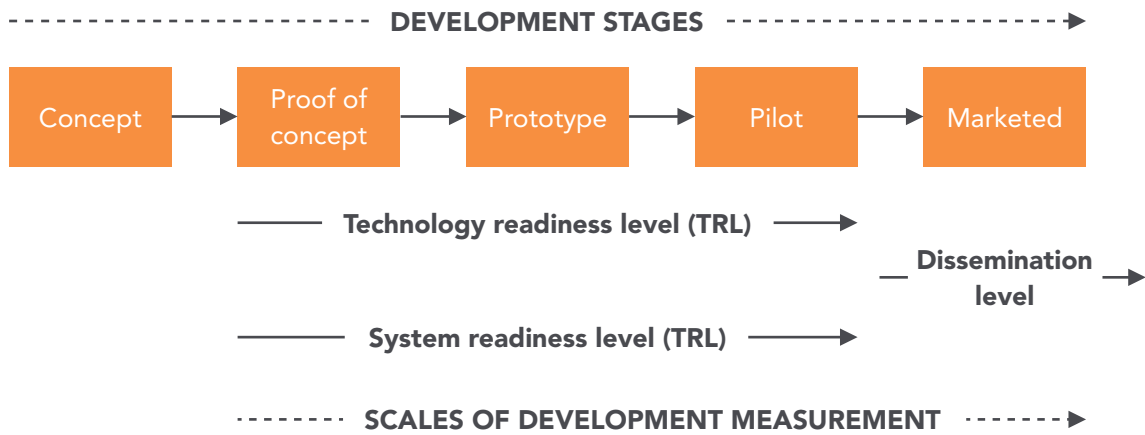 DEVELOPMENT STAGES
Concept
Proof of
concept
Prototype
Pilot
Marketed
Technology readiness level (TRL)
Dissemination
level
System readiness level (TRL)
SCALES OF DEVELOPMENT MEASUREMENT